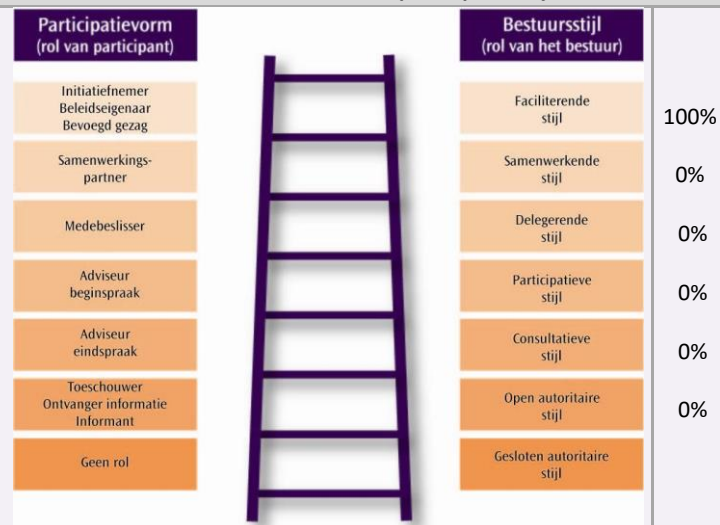 Participatievorm
(rol van participant)
Bestuursstijl
(rol van het bestuur)
Initiatiefnemer
Beleidseigenaar
Bevoegd gezag
Faciliterende
stijl
100%
Samenwerkings-
partner
Samenwerkende
stijl
0%
Medebeslisser
Delegerende
stijl
0%
Adviseur
beginspraak
Participatieve
stijl
0%
Adviseur
eindspraak
Consultatieve
stijl
0%
Toeschouwer
Ontvanger informatie
Informant
Open autoritaire
stijl
0%
Geen rol
Gesloten autoritaire
stijl